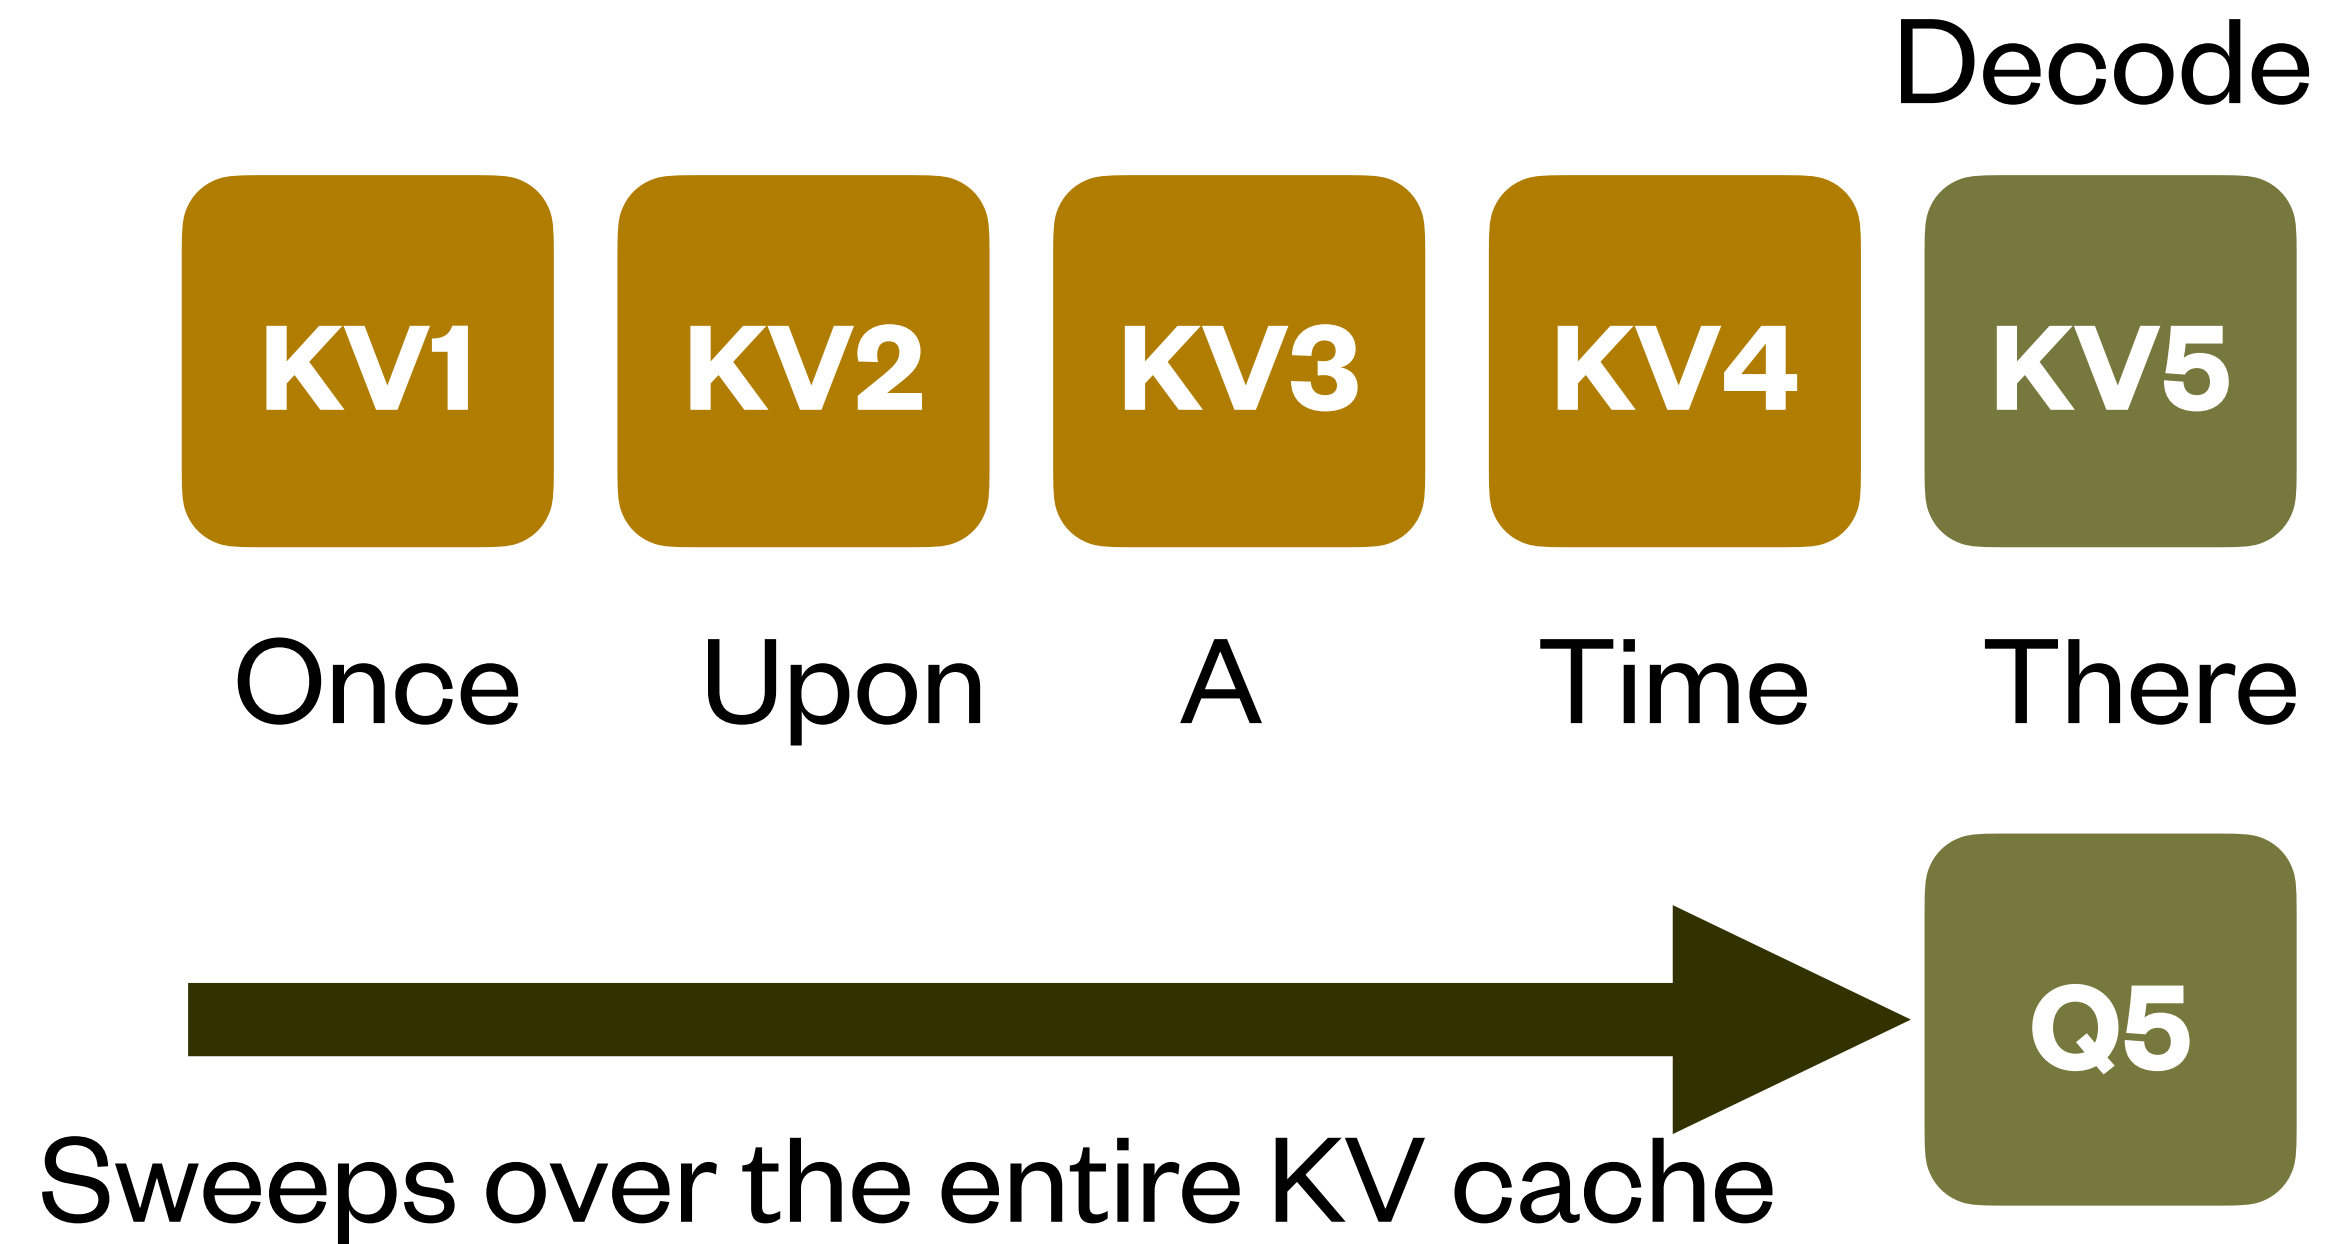 Decode
KV1 KV2 KV3 KV4 KV5
Once Upon A Time There
Q5
Sweeps over the entire KV cache